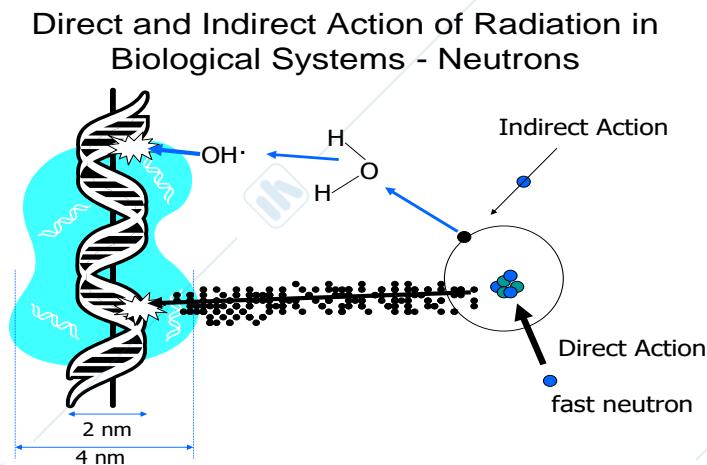 Direct and Indirect Action of Radiation in
Biological Systems - Neutrons
Indirect Action
H
OH·
O
H
Direct Action
fast neutron
2 nm
4 nm